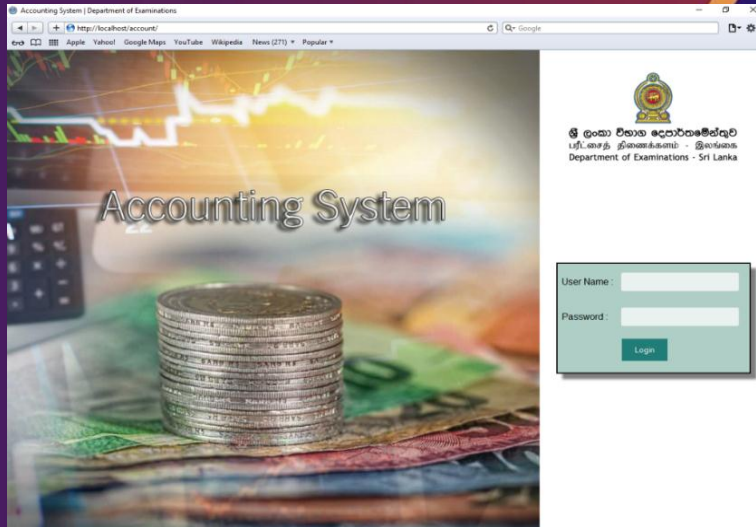 Accounting System | Department of Examinations
http://localhost/account/
Google
Apple Yahoo! Google Maps YouTube Wikipedia News (271) Popular
Accounting System
ශ්‍රී ලංකා විභාග දෙපාර්තමේන්තුව
பரீட்சைத் திணைக்களம் - இலங்கை
Department of Examinations - Sri Lanka
User Name :
Password :
Login